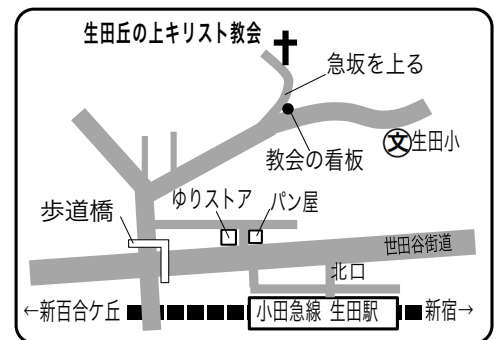 生田丘の上キリスト教会
急坂を上る
教会の看板
文生田小
ゆりストア
パン屋
歩道橋
世田谷街道
北口
←新百合ケ丘
小田急線 生田駅
新宿→